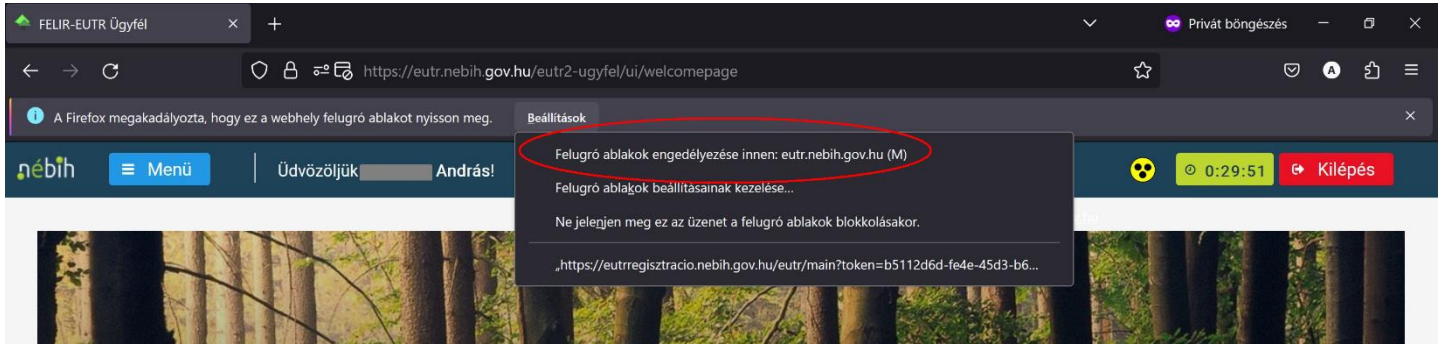 FELIR-EUTR Ügyfél
Privát böngészés
https://eutr.nebih.gov.hu/eutr2-ugyfel/ui/welcomepage
A
A Firefox megakadályozta, hogy ez a webhely felugró ablakot nyisson meg.
Beállítások
Felugró ablakok engedélyezése innen: eutr.nebih.gov.hu (M)
nébih
Menü
Üdvözöljük András!
0:29:51
Kilépés
Felugró ablakok beállításainak kezelése...
Ne jelenjen meg ez az üzenet a felugró ablakok blokkolásakor.
„https://eutrregisztracio.nebih.gov.hu/eutr/main?token=b5112d6d-fe4e-45d3-b6...